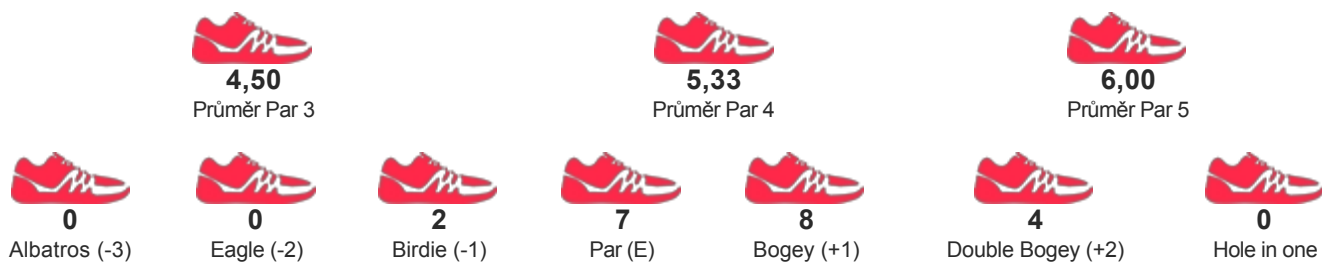 4,50 5,33 6,00
Průměr Par 3 Průměr Par 4 Průměr Par 5
0 0 2 7 8 4 0
Albatros (-3) Eagle (-2) Birdie (-1) Par (E) Bogey (+1) Double Bogey (+2) Hole in one